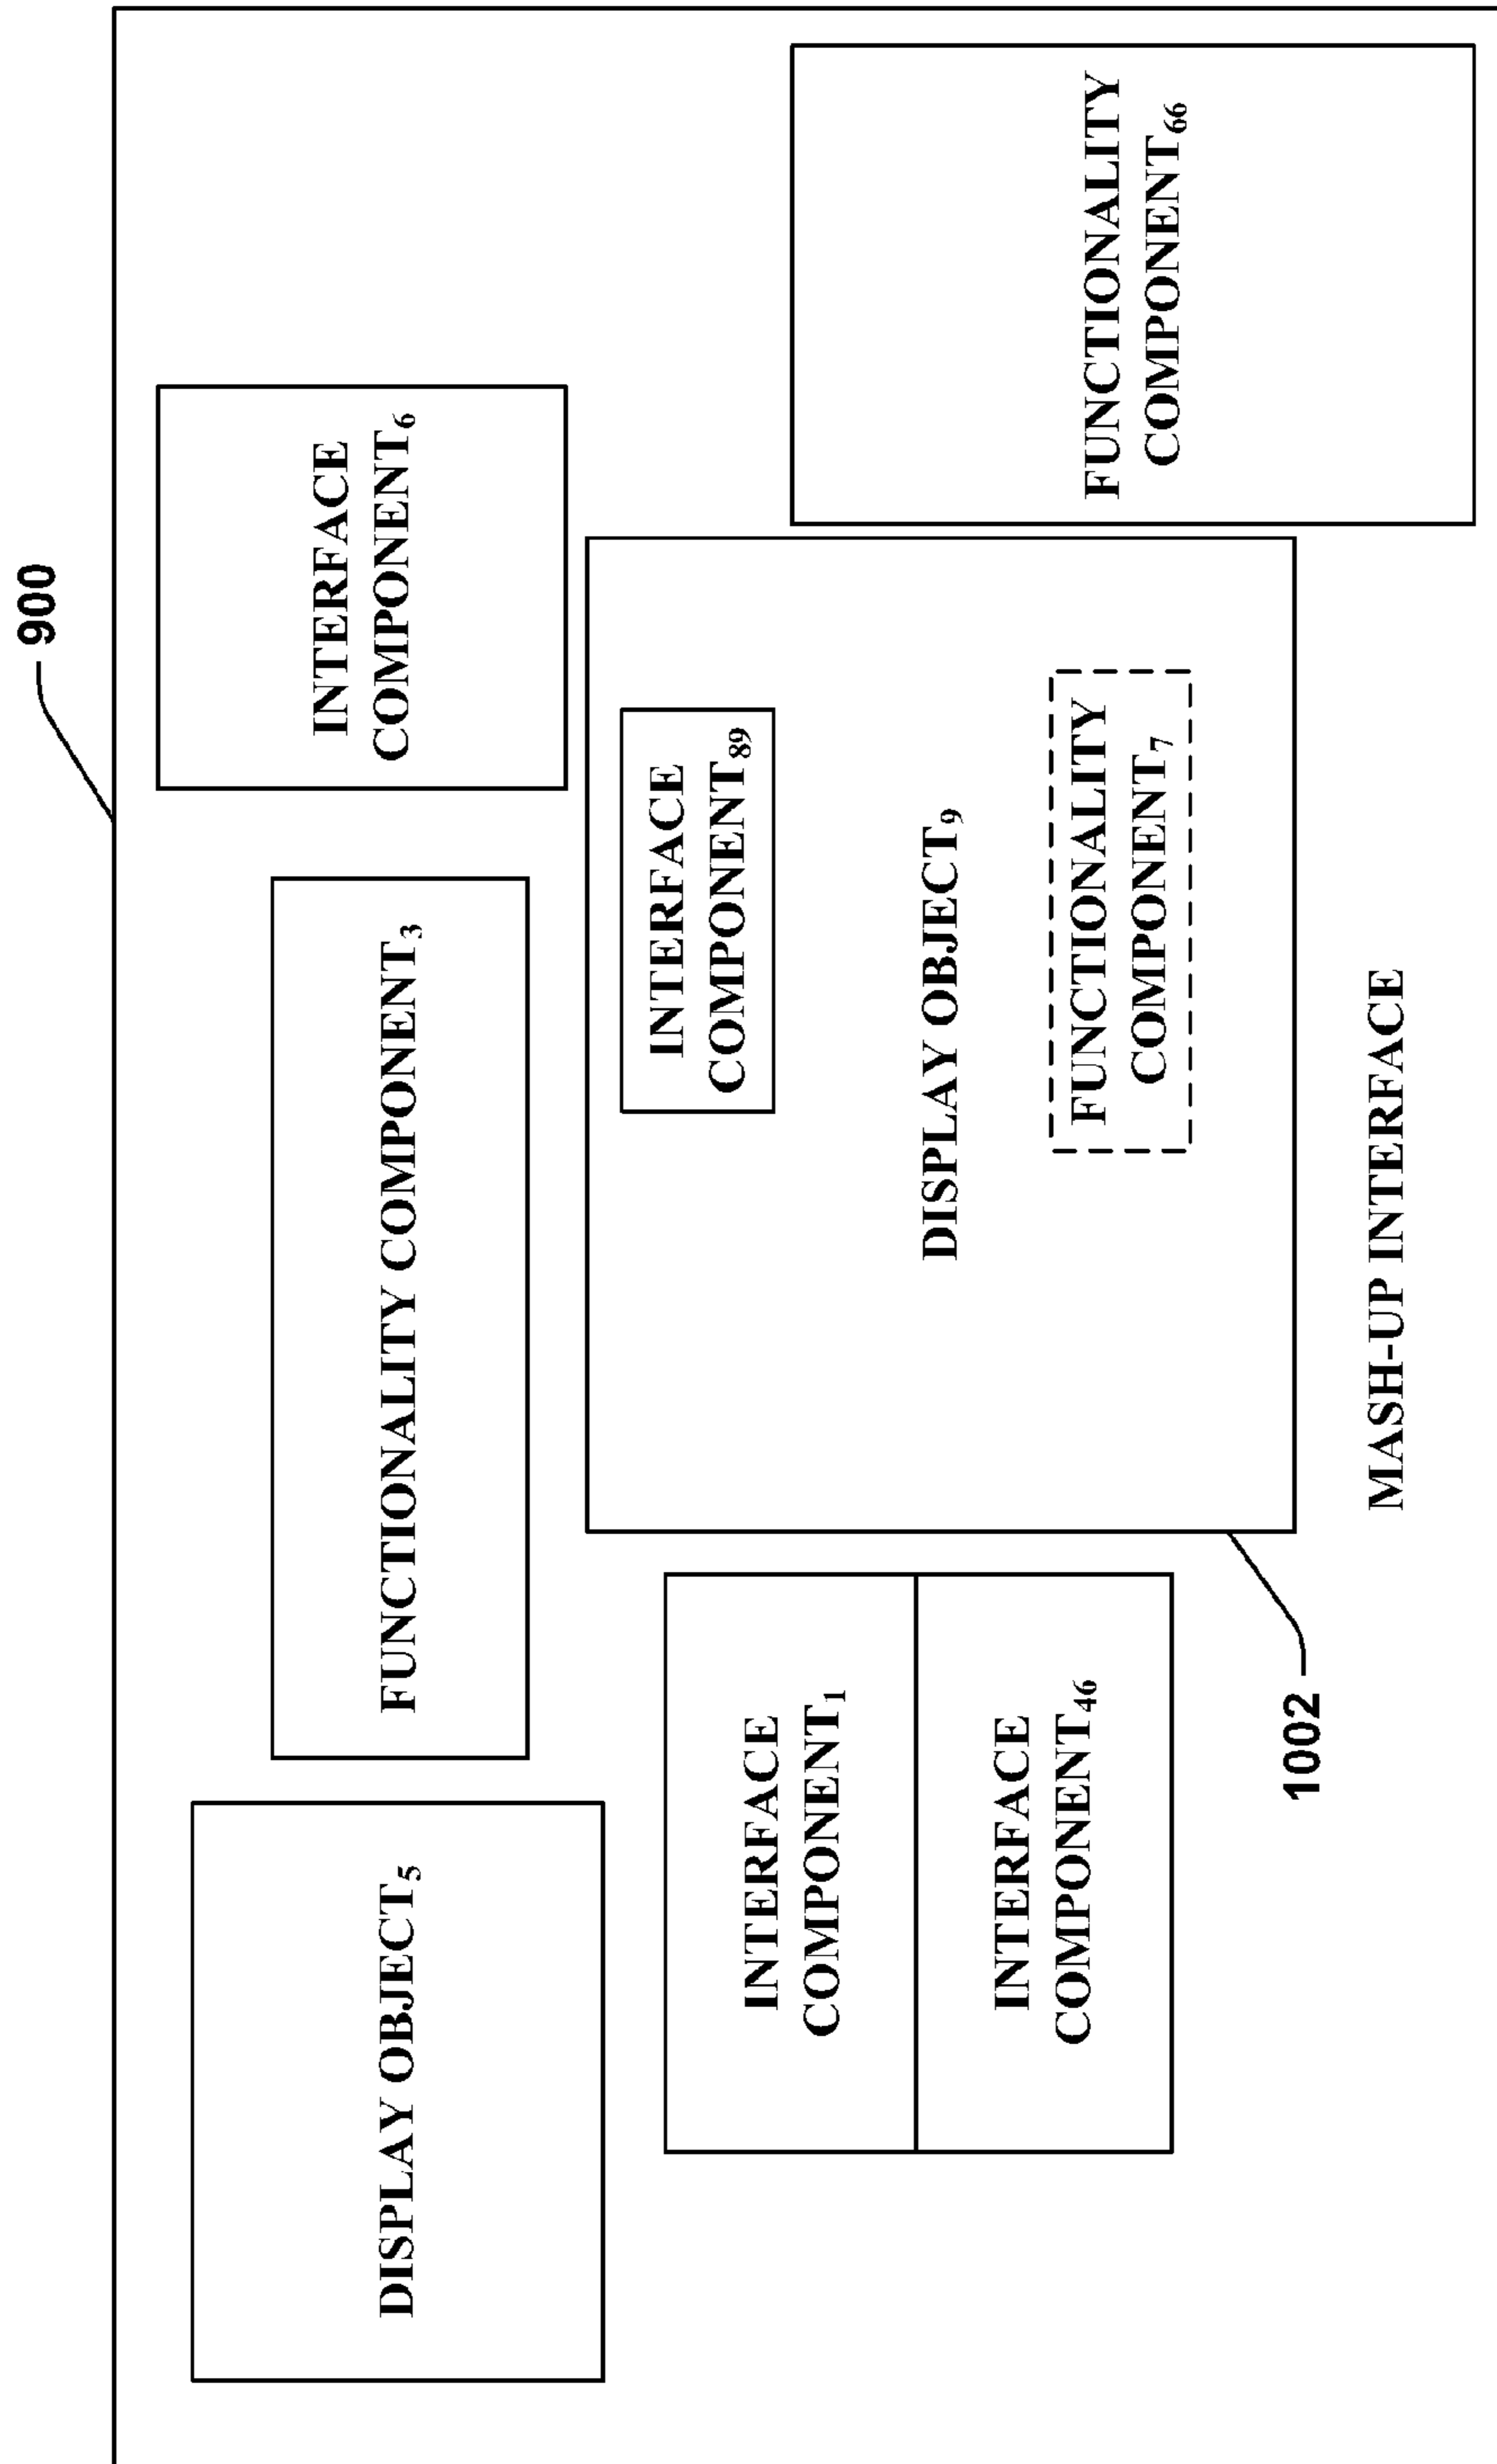 900
DISPLAY OBJECT₅
FUNCTIONALITY COMPONENT₃
INTERFACE
COMPONENT₆
INTERFACE
COMPONENT₁
INTERFACE
COMPONENT₄₆
INTERFACE
COMPONENT₈₉
DISPLAY OBJECT₉
FUNCTIONALITY
COMPONENT₇
FUNCTIONALITY
COMPONENT₆₆
1002
MASH-UP INTERFACE